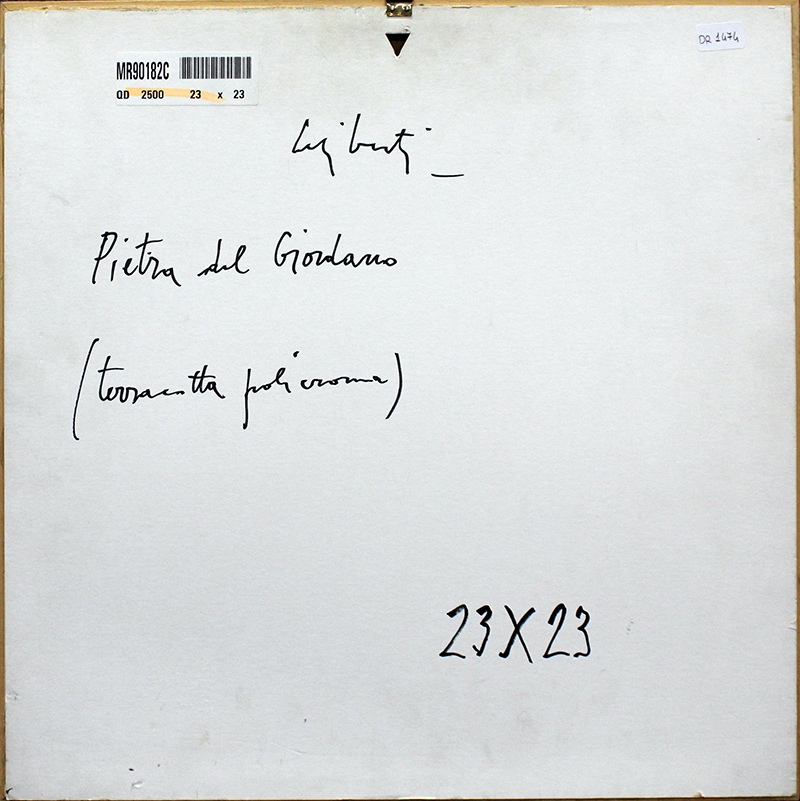 DR 1474
MR90182C
QD 2500 23 x 23
Pietra del Giordano
(terracotta policroma)
23X23